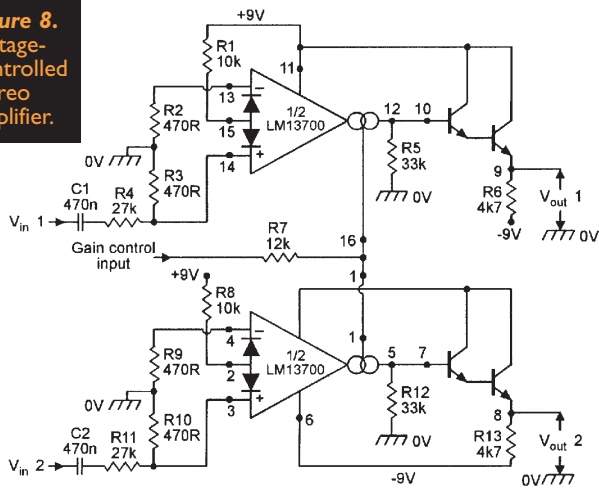 ure 8.
tage-
ntrolled
reo
plifier.
+9V
R1
10k
11
13
15
14
1/2
LM13700
12
10
9
R2
470R
0V
R3
470R
C1
470n
R4
27k
Vin 1
R5
33k
0V
R6
4k7
-9V
Vout 1
0V
Gain control
input
R7
12k
16
1
+9V
R8
10k
1
4
2
3
1/2
LM13700
5
7
6
8
R9
470R
0V
R10
470R
C2
470n
R11
27k
Vin 2
R12
33k
0V
R13
4k7
-9V
Vout 2
0V